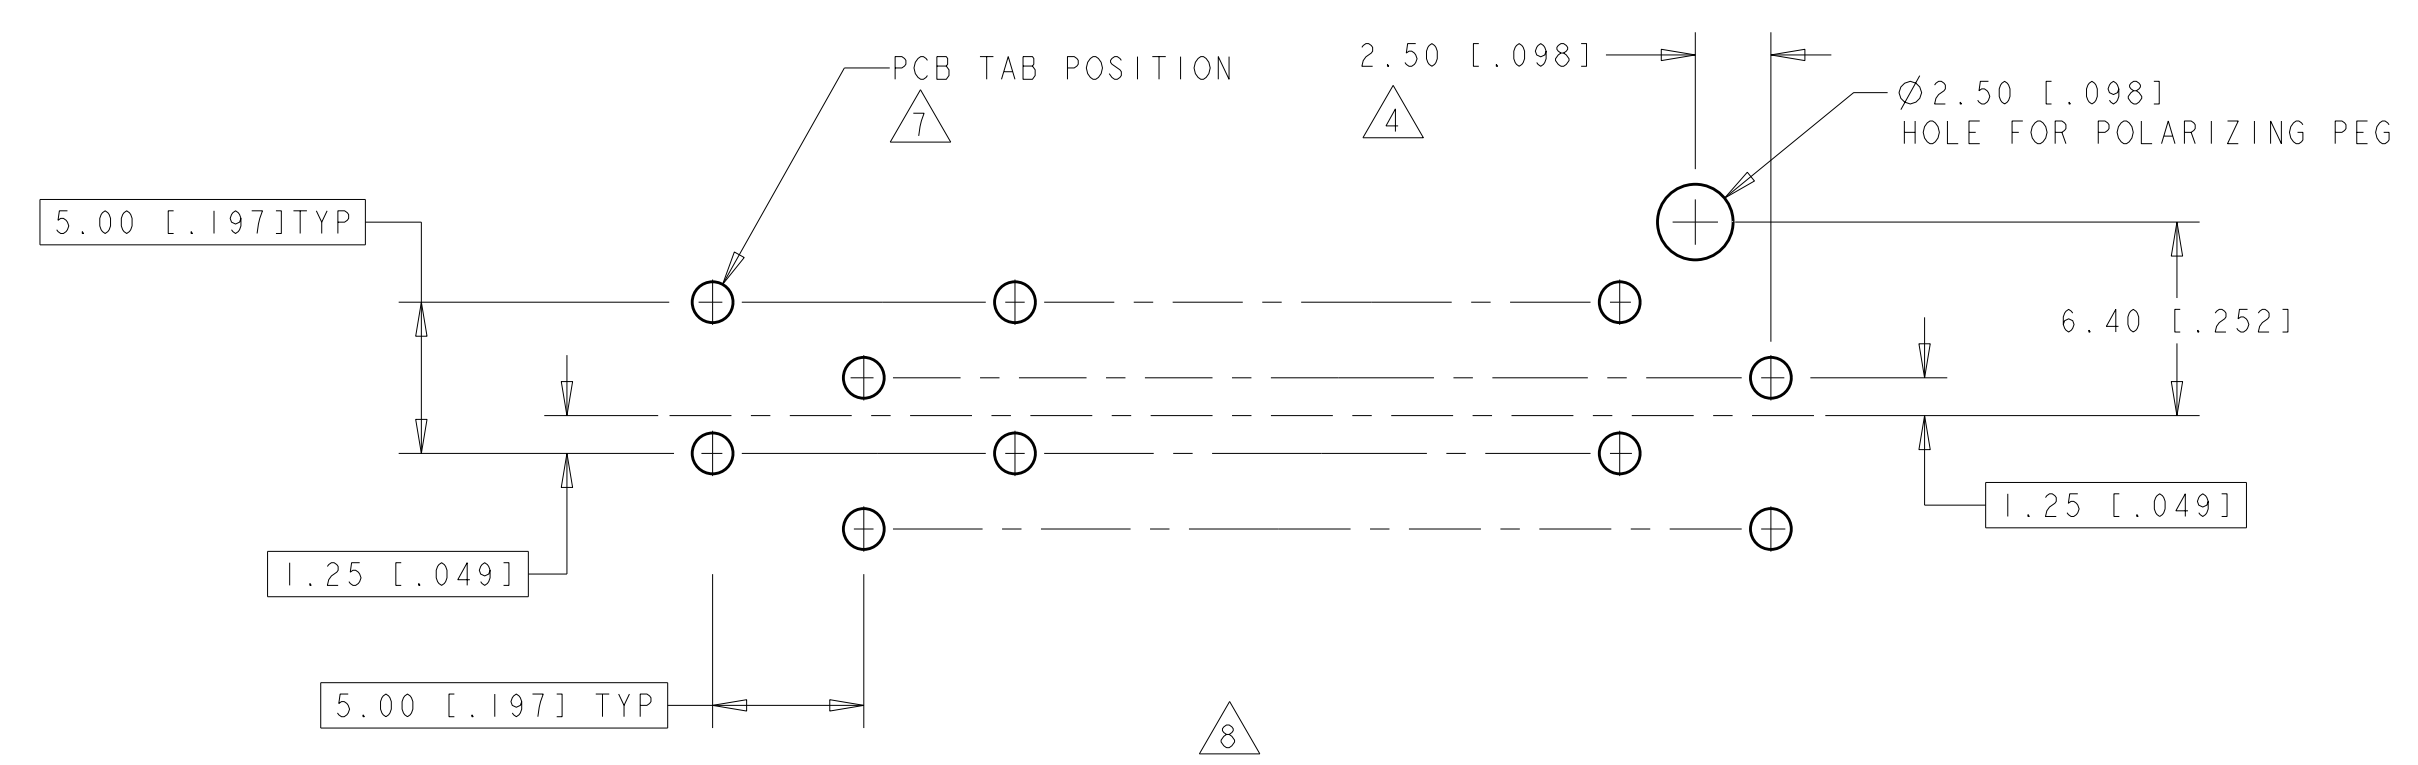 PCB TAB POSITION
7
2.50 [.098]
4
Ø2.50 [.098]
HOLE FOR POLARIZING PEG
5.00 [.197]TYP
6.40 [.252]
1.25 [.049]
1.25 [.049]
5.00 [.197] TYP
8